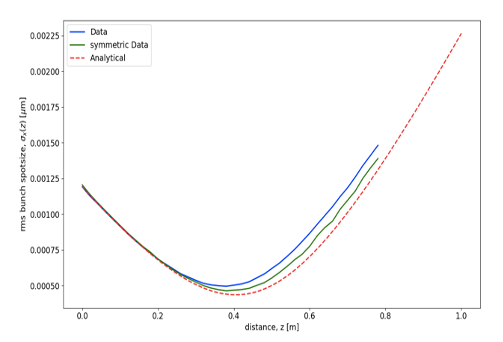 Data
symmetric Data
Analytical
0.00225
0.00200
0.00175
0.00150
0.00125
0.00100
0.00075
0.00050
rms bunch spotsize, σₓ(z) [μm]
0.0 0.2 0.4 0.6 0.8 1.0
distance, z [m]